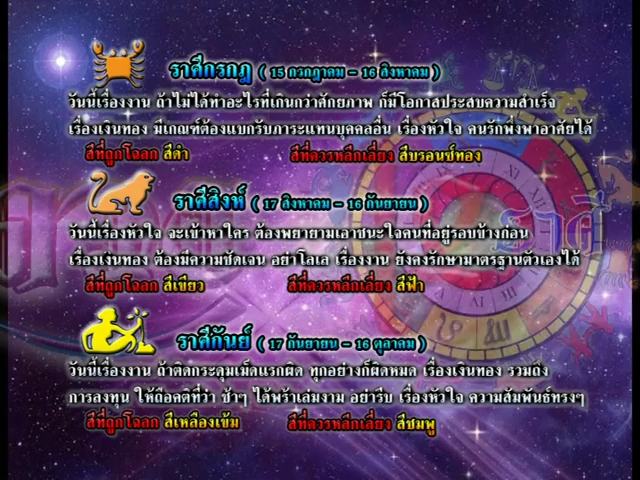 ราศีกรกฎ ( 15 กรกฎาคม - 16 สิงหาคม )
วันนี้เรื่องงาน ถ้าไม่ได้ทำอะไรที่เกินกว่าศักยภาพ ก็มีโอกาสประสบความสำเร็จ
เรื่องเงินทอง มีเกณฑ์ต้องแบกรับภาระแทนบุคคลอื่น เรื่องหัวใจ คนรักพึ่งพาอาศัยได้
สีที่ถูกโฉลก สีดำ สีที่ควรหลีกเลี่ยง สีบรอนซ์ทอง
ราศีสิงห์ ( 17 สิงหาคม - 16 กันยายน )
วันนี้เรื่องหัวใจ จะเข้าหาใคร ต้องพยายามเอาชนะใจคนที่อยู่รอบข้างก่อน
เรื่องเงินทอง ต้องมีความชัดเจน อย่าโลเล เรื่องงาน ยังคงรักษามาตรฐานตัวเองได้
สีที่ถูกโฉลก สีเขียว สีที่ควรหลีกเลี่ยง สีฟ้า
ราศีกันย์ ( 17 กันยายน - 16 ตุลาคม )
วันนี้เรื่องงาน ถ้าติดกระดุมเม็ดแรกผิด ทุกอย่างก็ผิดหมด เรื่องเงินทอง รวมถึง
การลงทุน ให้ถือคติที่ว่า ช้าๆ ได้พร้าเล่มงาม อย่ารีบ เรื่องหัวใจ ความสัมพันธ์ทรงๆ
สีที่ถูกโฉลก สีเหลืองเข้ม สีที่ควรหลีกเลี่ยง สีชมพู